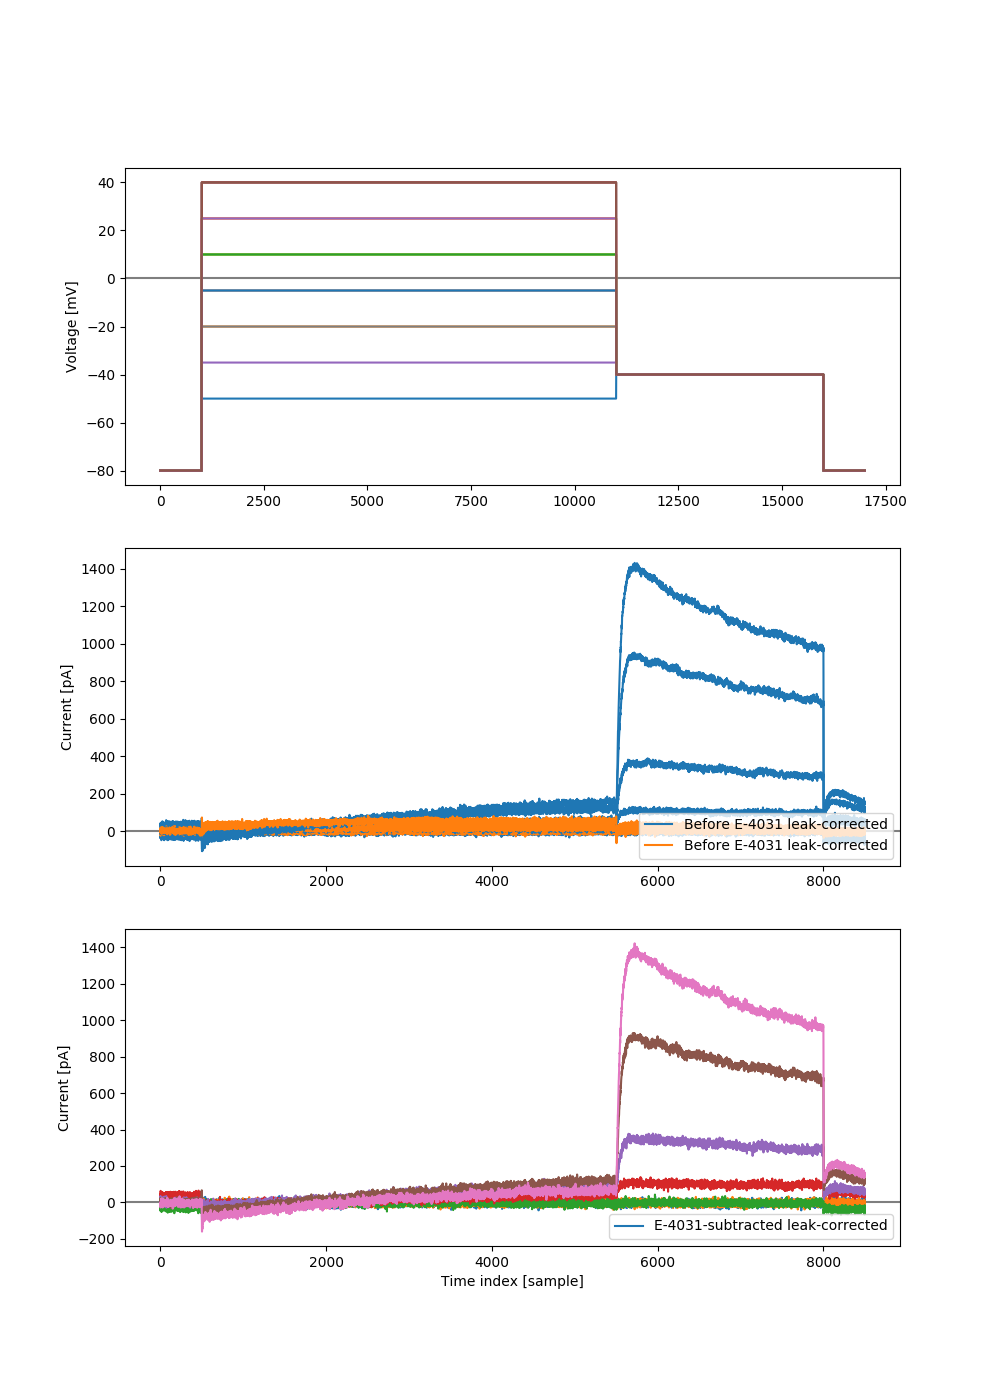 40
20
0
−20
−40
−60
−80
Voltage [mV]
0 2500 5000 7500 10000 12500 15000 17500
1400
1200
1000
800
600
400
200
0
Current [pA]
Before E-4031 leak-corrected
Before E-4031 leak-corrected
0 2000 4000 6000 8000
1400
1200
1000
800
600
400
200
0
−200
Current [pA]
E-4031-subtracted leak-corrected
0 2000 4000 6000 8000
Time index [sample]